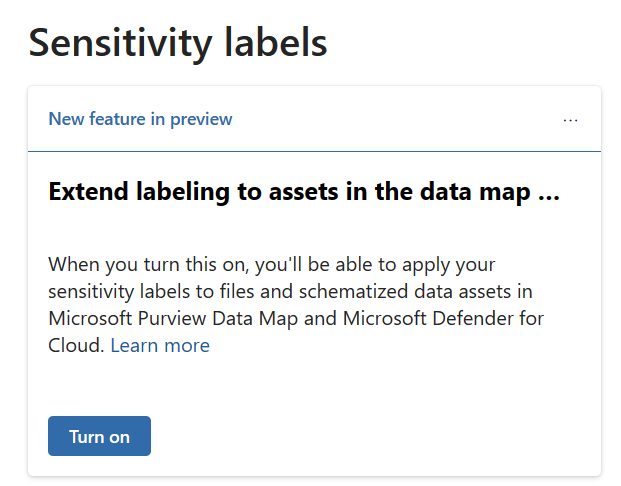 Sensitivity labels
New feature in preview
...
Extend labeling to assets in the data map ...
When you turn this on, you'll be able to apply your
sensitivity labels to files and schematized data assets in
Microsoft Purview Data Map and Microsoft Defender for
Cloud. Learn more
Turn on